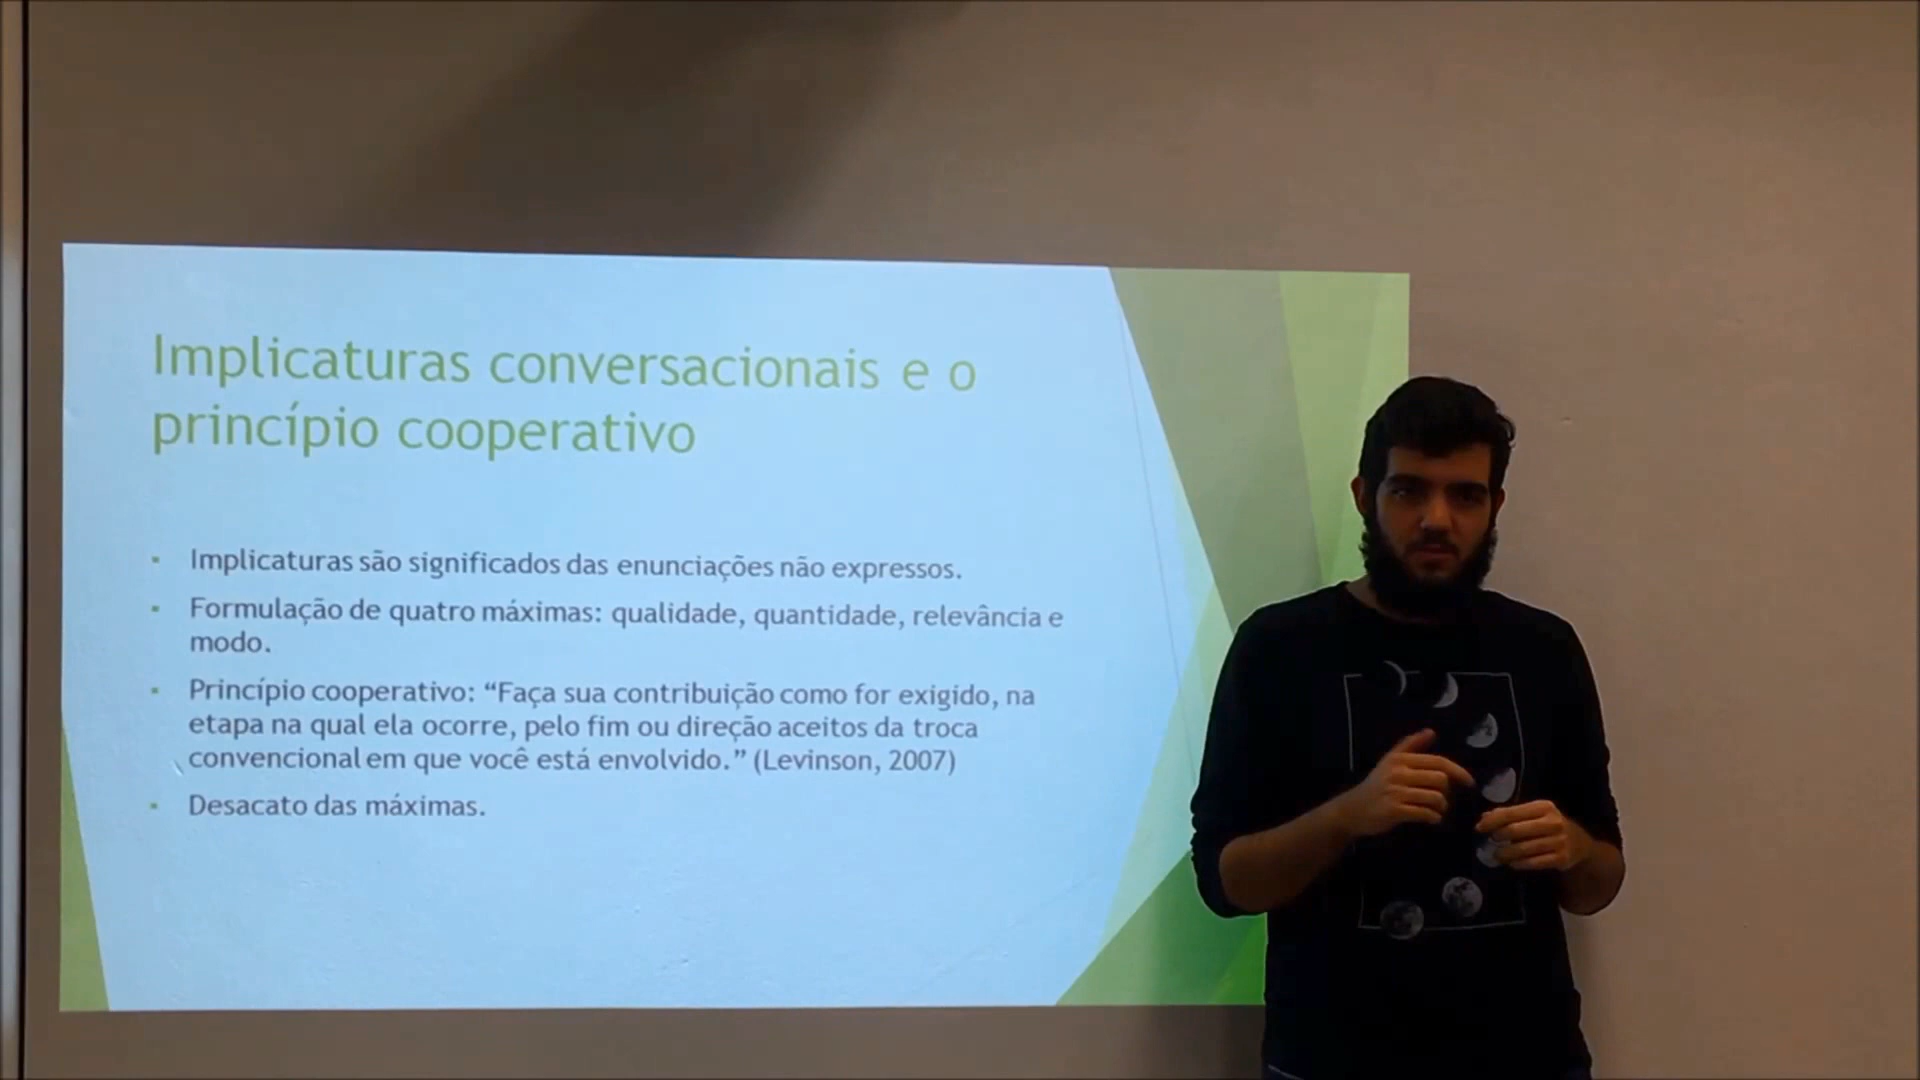 Implicaturas conversacionais e o
princípio cooperativo
Implicaturas são significados das enunciações não expressos.
Formulação de quatro máximas: qualidade, quantidade, relevância e
modo.
Princípio cooperativo: “Faça sua contribuição como for exigido, na
etapa na qual ela ocorre, pelo fim ou direção aceitos da troca
convencional em que você está envolvido.” (Levinson, 2007)
Desacato das máximas.